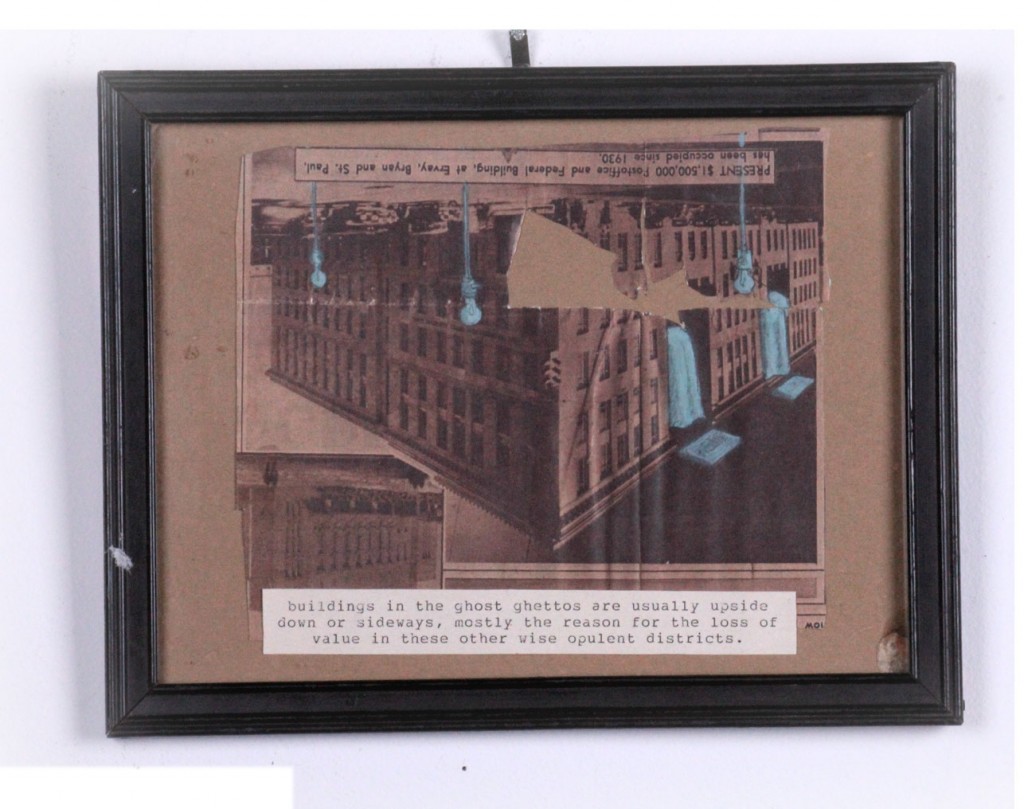 PRESENT $1,500,000 Postoffice and Federal Building, at Ervay, Bryan and St. Paul,
has been occupied since 1930.
buildings in the ghost ghettos are usually upside
down or sideways, mostly the reason for the loss of
value in these other wise opulent districts.